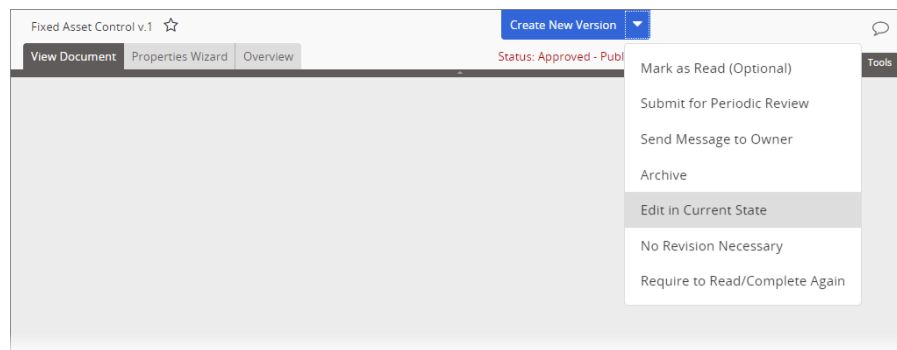 Fixed Asset Control v.1
Create New Version
View Document
Properties Wizard
Overview
Status: Approved - Publ
Tools
Mark as Read (Optional)
Submit for Periodic Review
Send Message to Owner
Archive
Edit in Current State
No Revision Necessary
Require to Read/Complete Again